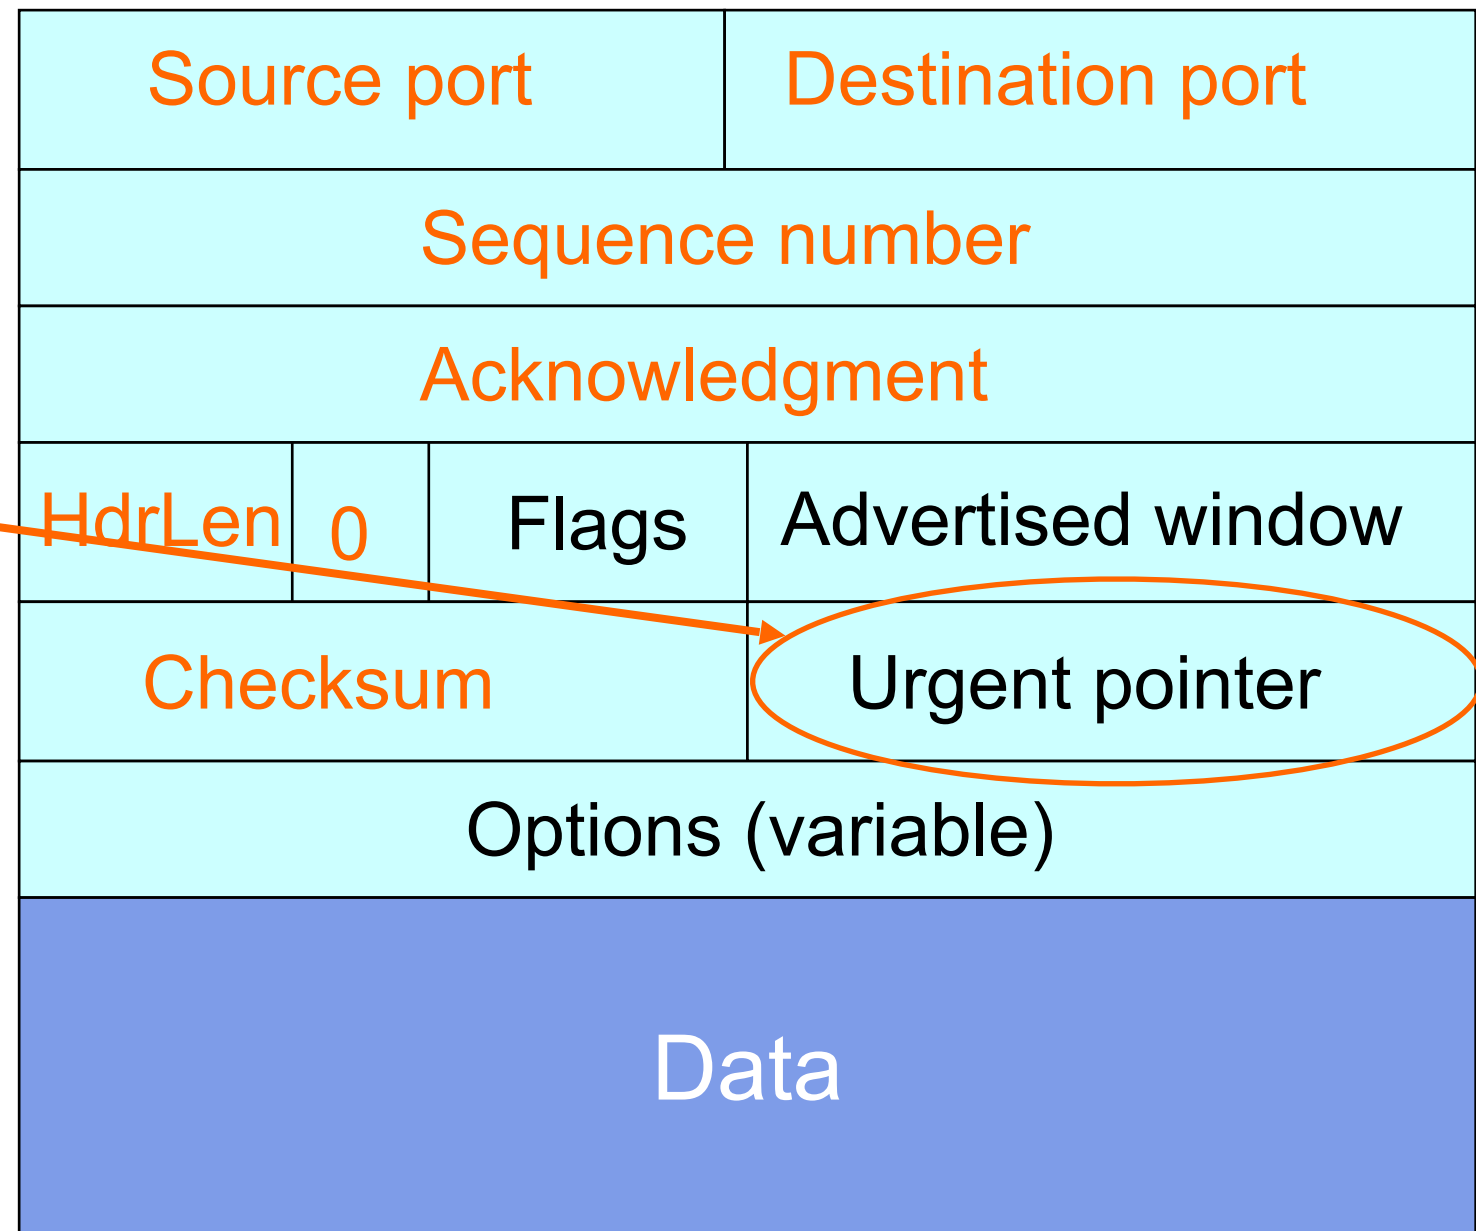 Source port Destination port
Sequence number
Acknowledgment
HdrLen 0 Flags Advertised window
Checksum Urgent pointer
Options (variable)
Data